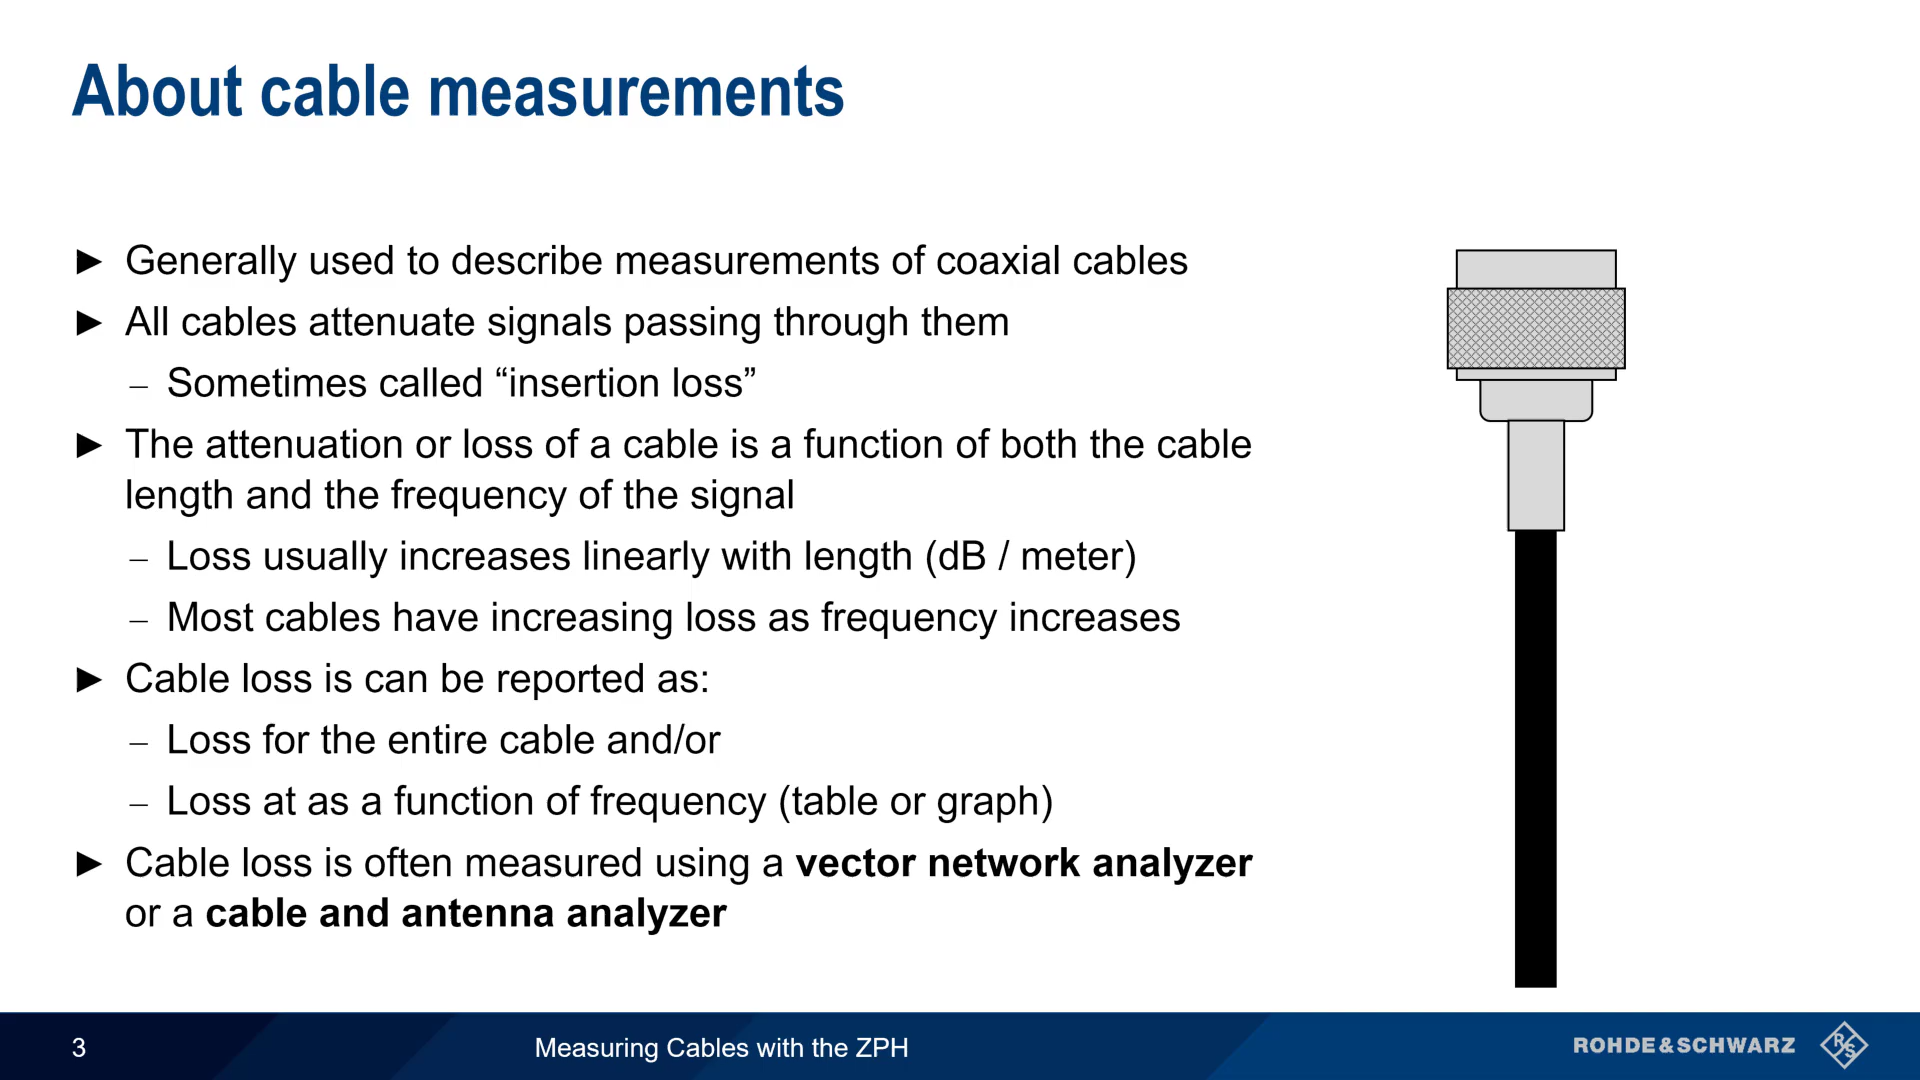 About cable measurements
► Generally used to describe measurements of coaxial cables
► All cables attenuate signals passing through them
– Sometimes called “insertion loss”
► The attenuation or loss of a cable is a function of both the cable
length and the frequency of the signal
– Loss usually increases linearly with length (dB / meter)
– Most cables have increasing loss as frequency increases
► Cable loss is can be reported as:
– Loss for the entire cable and/or
– Loss at as a function of frequency (table or graph)
► Cable loss is often measured using a vector network analyzer
or a cable and antenna analyzer
3
Measuring Cables with the ZPH
ROHDE&SCHWARZ
R&S